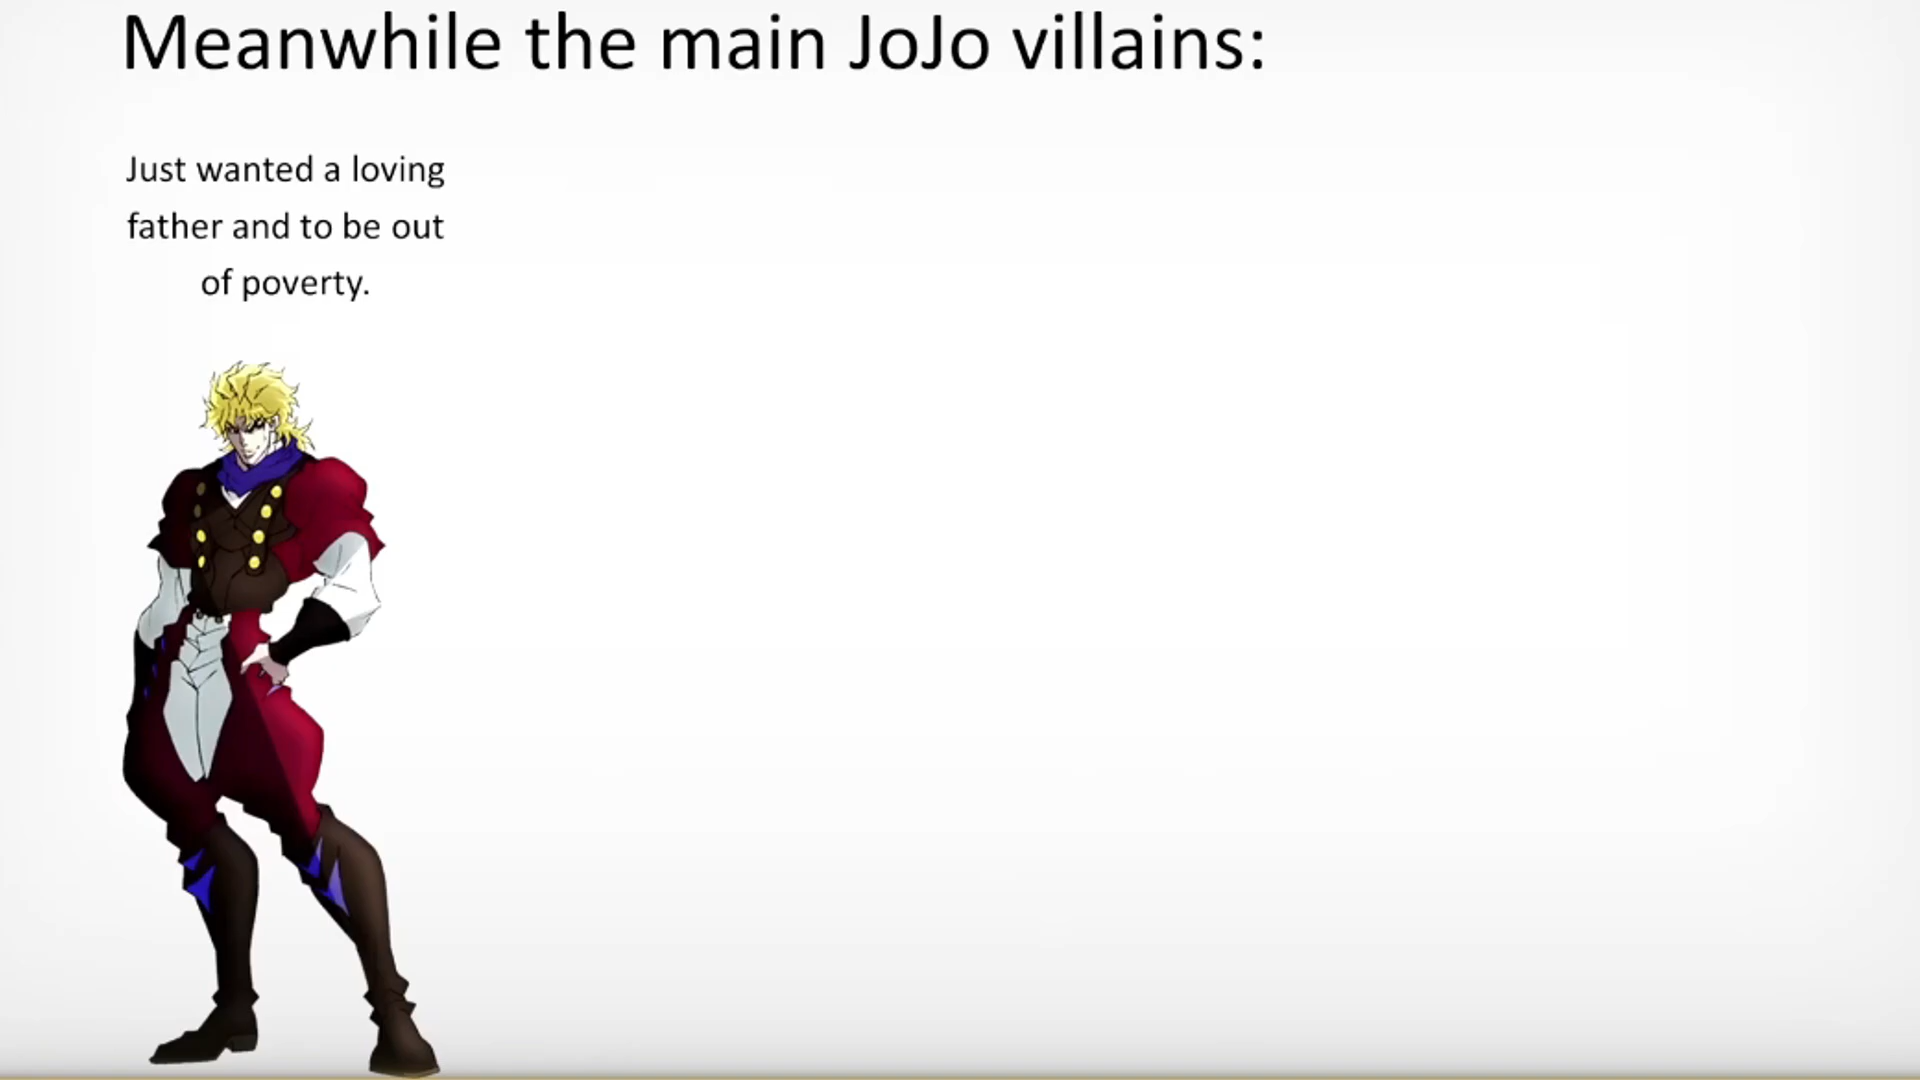 Meanwhile the main JoJo villains:
Just wanted a loving
father and to be out
of poverty.